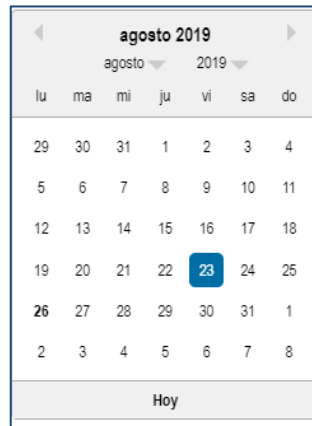 agosto 2019
agosto 2019
lu ma mi ju vi sa do
29 30 31 1 2 3 4
5 6 7 8 9 10 11
12 13 14 15 16 17 18
19 20 21 22 23 24 25
26 27 28 29 30 31 1
2 3 4 5 6 7 8
Hoy